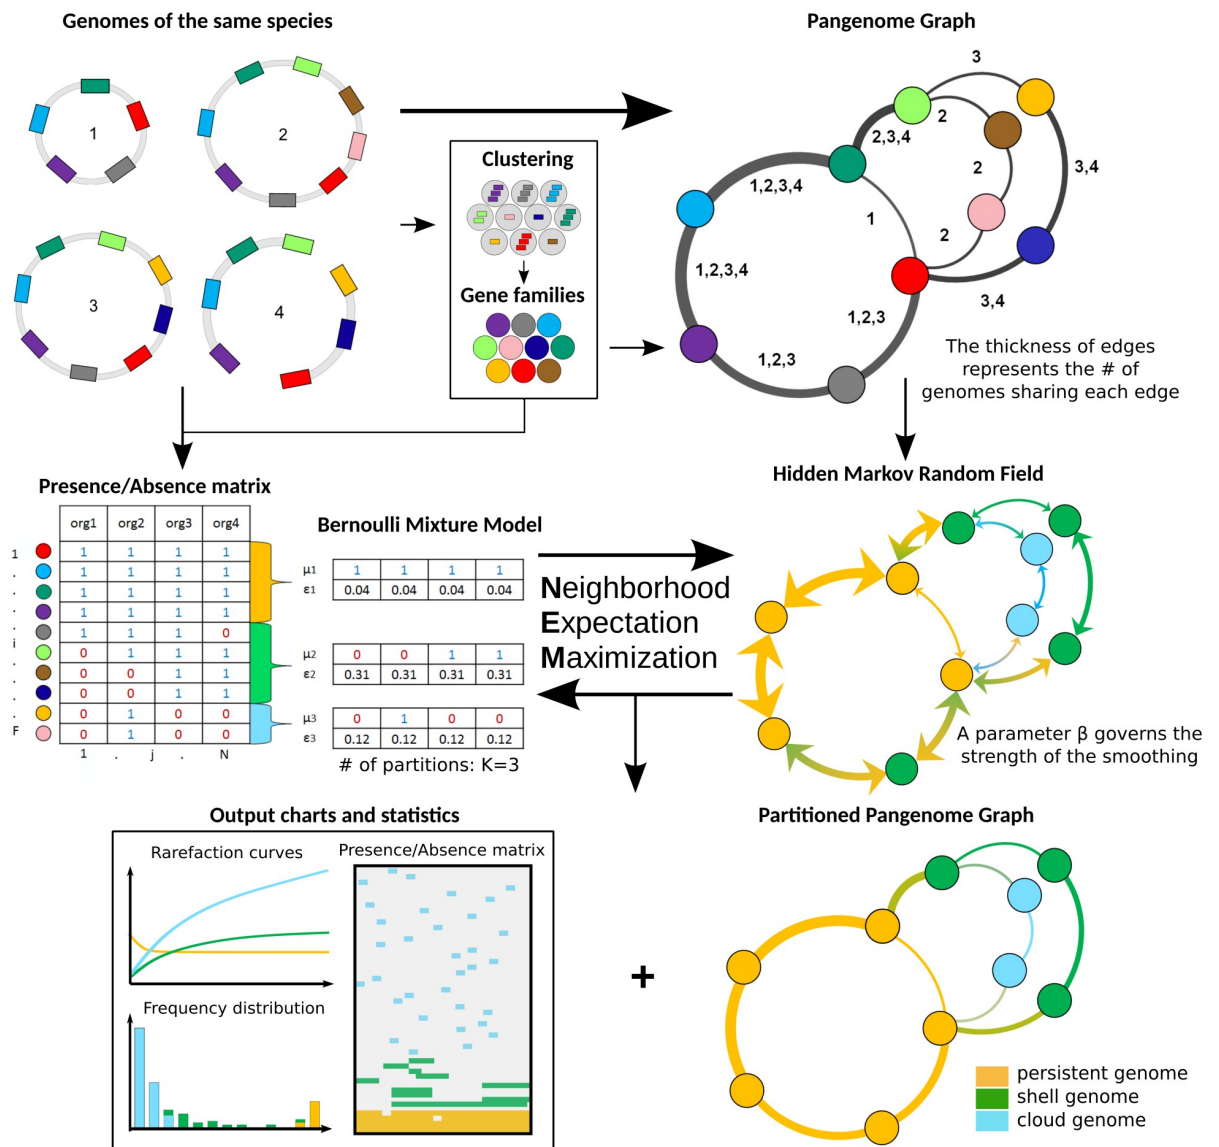 Genomes of the same species
Pangenome Graph
1
2
3
4
Clustering
Gene families
3
2
2,3,4
2
3,4
1,2,3,4
1
2
1,2,3,4
3,4
1,2,3
1,2,3
The thickness of edges
represents the # of
genomes sharing each edge
Presence/Absence matrix
org1 org2 org3 org4
1 1 1 1 1
. 1 1 1 1
. 1 1 1 1
. 1 1 1 1
i 1 1 1 0
. 0 1 1 1
. 0 0 1 1
. 0 0 1 1
. 0 1 0 0
F 0 1 0 0
1 . j . N
Bernoulli Mixture Model
μ1 1 1 1 1
ε1 0.04 0.04 0.04 0.04
μ2 0 0 1 1
ε2 0.31 0.31 0.31 0.31
μ3 0 1 0 0
ε3 0.12 0.12 0.12 0.12
# of partitions: K=3
Neighborhood
Expectation
Maximization
Hidden Markov Random Field
A parameter β governs the
strength of the smoothing
Output charts and statistics
Rarefaction curves
Presence/Absence matrix
Frequency distribution
+
Partitioned Pangenome Graph
persistent genome
shell genome
cloud genome